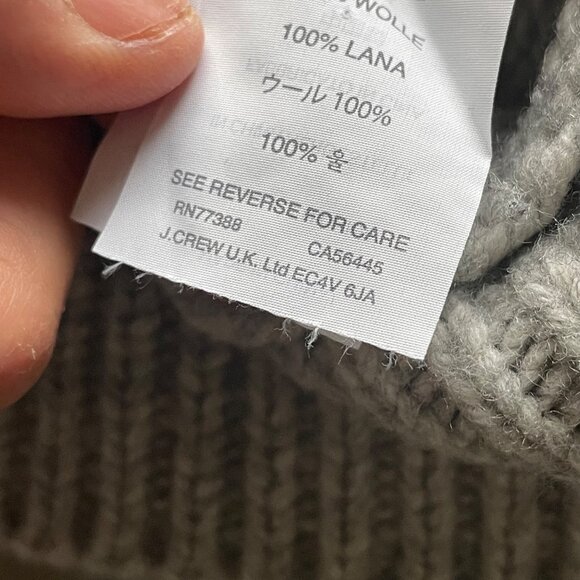 WOLLE
100% LANA
ウール 100%
100% 울
SEE REVERSE FOR CARE
RN77388 CA56445
J.CREW U.K. Ltd EC4V 6JA